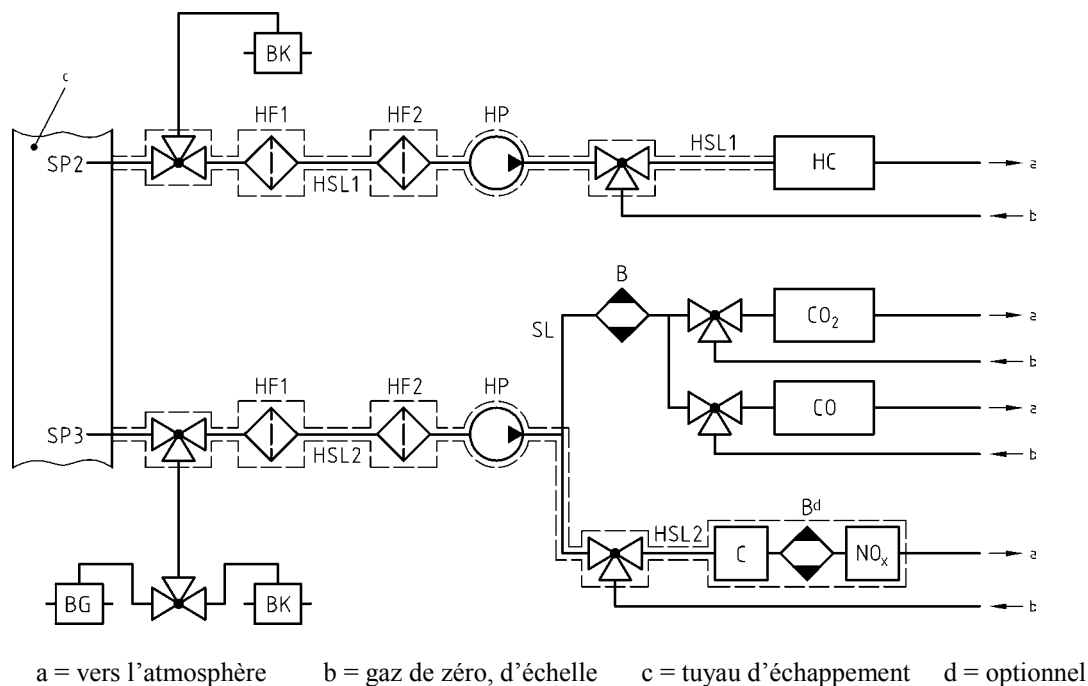 BK
c
HF1
HF2
HP
HSL1
SP2
HSL1
HC
a
b
B
SL
CO₂
a
b
HF1
HF2
HP
CO
a
SP3
HSL2
b
HSL2
Bᵈ
C
NOₓ
a
BG
BK
b
a = vers l’atmosphère b = gaz de zéro, d’échelle c = tuyau d’échappement d = optionnel